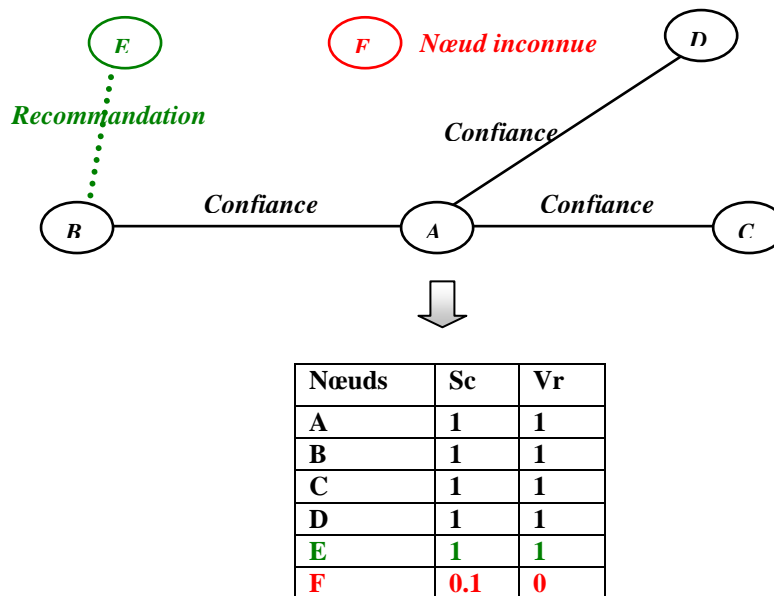 E
F Nœud inconnue
D
Recommandation
Confiance
Confiance
Confiance
B
A
C
Nœuds Sc Vr
A 1 1
B 1 1
C 1 1
D 1 1
E 1 1
F 0.1 0